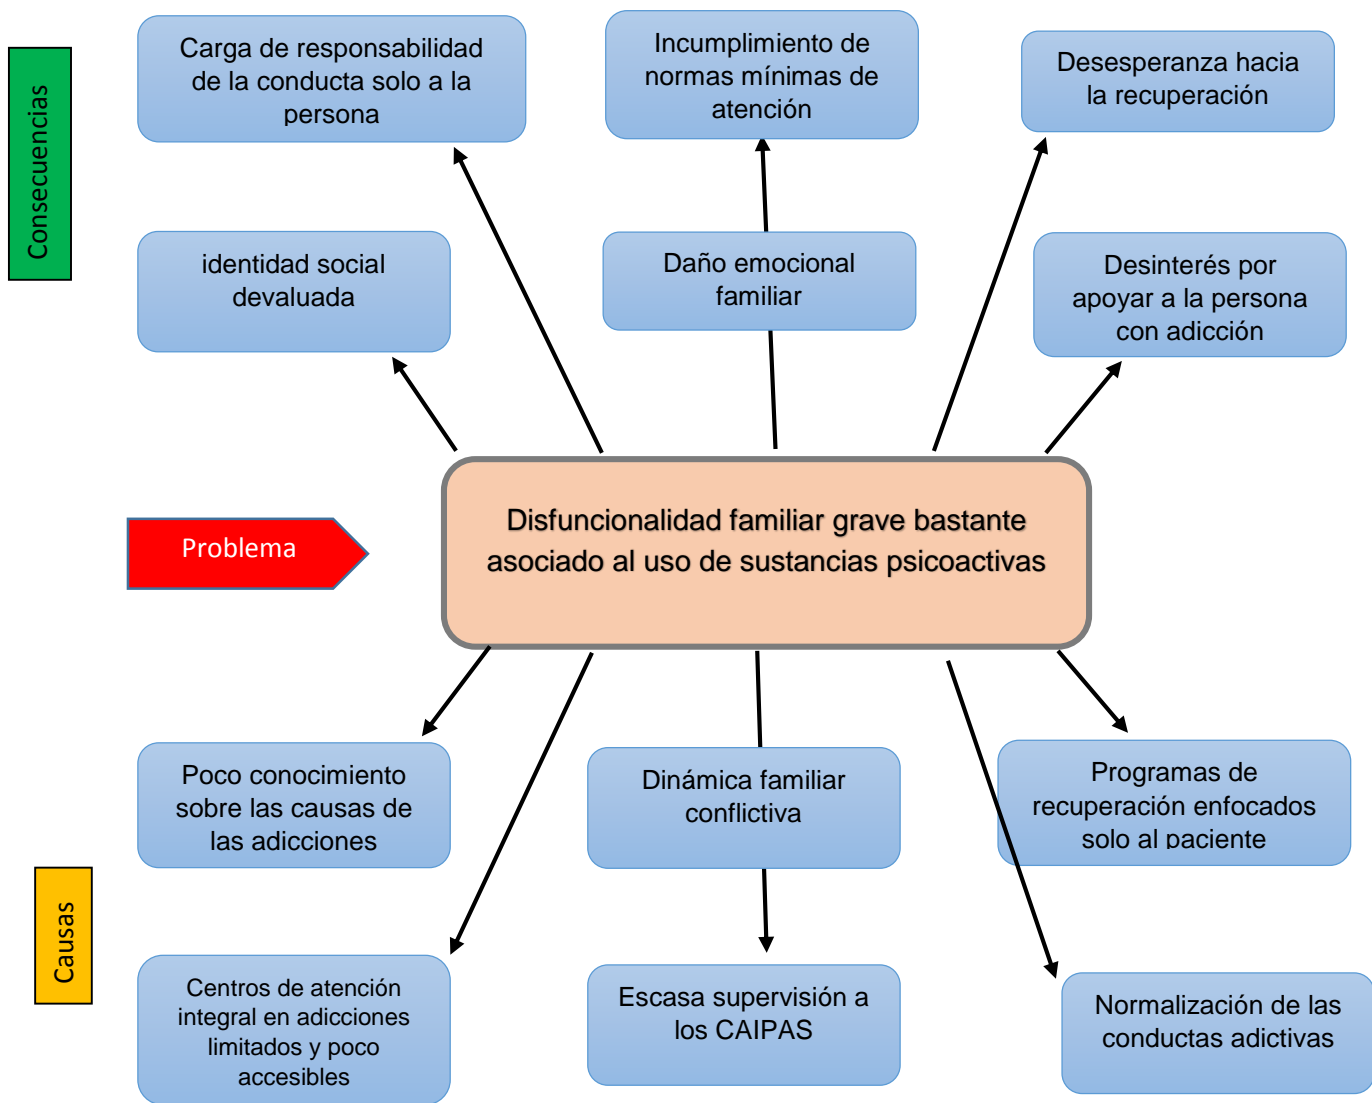 Consecuencias
Carga de responsabilidad
de la conducta solo a la
persona
Incumplimiento de
normas mínimas de
atención
Desesperanza hacia
la recuperación
identidad social
devaluada
Daño emocional
familiar
Desinterés por
apoyar a la persona
con adicción
Problema
Disfuncionalidad familiar grave bastante
asociado al uso de sustancias psicoactivas
Poco conocimiento
sobre las causas de
las adicciones
Dinámica familiar
conflictiva
Programas de
recuperación enfocados
solo al paciente
Causas
Centros de atención
integral en adicciones
limitados y poco
accesibles
Escasa supervisión a
los CAIPAS
Normalización de las
conductas adictivas